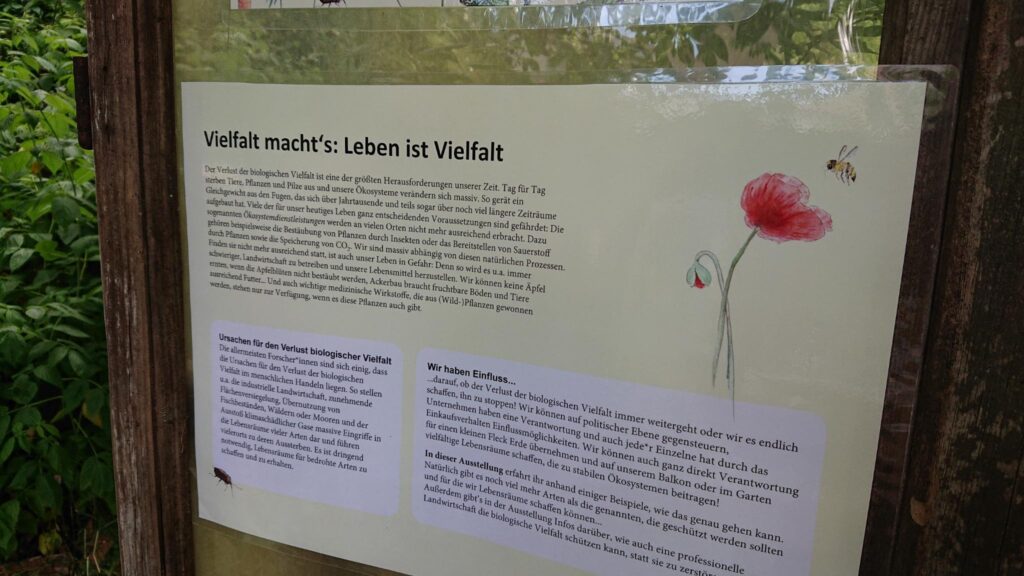 Vielfalt macht's: Leben ist Vielfalt
Der Verlust der biologischen Vielfalt ist eine der größten Herausforderungen unserer Zeit. Tag für Tag
sterben Tiere, Pflanzen und Pilze aus und unsere Ökosysteme verändern sich massiv. So gerät ein
Gleichgewicht aus den Fugen, das sich über Jahrtausende und teils sogar über noch viel längere Zeiträume
aufgebaut hat. Viele der für unser heutiges Leben ganz entscheidenden Voraussetzungen sind gefährdet: Die
sogenannten Ökosystemdienstleistungen werden an vielen Orten nicht mehr ausreichend erbracht. Dazu
gehören beispielsweise die Bestäubung von Pflanzen durch Insekten oder das Bereitstellen von Sauerstoff
durch Pflanzen sowie die Speicherung von CO₂. Wir sind massiv abhängig von diesen natürlichen Prozessen.
Finden sie nicht mehr ausreichend statt, ist auch unser Leben in Gefahr: Denn so wird es u.a. immer
schwieriger, Landwirtschaft zu betreiben und unsere Lebensmittel herzustellen. Wir können keine Äpfel
ernten, wenn die Apfelblüten nicht bestäubt werden, Ackerbau braucht fruchtbare Böden und Tiere
ausreichend Futter... Und auch wichtige medizinische Wirkstoffe, die aus (Wild-)Pflanzen gewonnen
werden, stehen nur zur Verfügung, wenn es diese Pflanzen auch gibt.
Ursachen für den Verlust biologischer Vielfalt
Die allermeisten Forscher*innen sind sich einig, dass
die Ursachen für den Verlust der biologischen
Vielfalt im menschlichen Handeln liegen. So stellen
u.a. die industrielle Landwirtschaft, zunehmende
Flächenversiegelung, Übernutzung von
Fischbeständen, Wäldern oder Mooren und der
Ausstoß klimaschädlicher Gase massive Eingriffe in
die Lebensräume vieler Arten dar und führen
vielerorts zu deren Aussterben. Es ist dringend
notwendig, Lebensräume für bedrohte Arten zu
schaffen und zu erhalten.
Wir haben Einfluss...
...darauf, ob der Verlust der biologischen Vielfalt immer weitergeht oder wir es endlich
schaffen, ihn zu stoppen! Wir können auf politischer Ebene gegensteuern,
Unternehmen haben eine Verantwortung und auch jede*r Einzelne hat durch das
Einkaufsverhalten Einflussmöglichkeiten. Wir können auch ganz direkt Verantwortung
für einen kleinen Fleck Erde übernehmen und auf unserem Balkon oder im Garten
vielfältige Lebensräume schaffen, die zu stabilen Ökosystemen beitragen!
In dieser Ausstellung erfahrt ihr anhand einiger Beispiele, wie das genau gehen kann.
Natürlich gibt es noch viel mehr Arten als die genannten, die geschützt werden sollten
und für die wir Lebensräume schaffen können...
Außerdem gibt's in der Ausstellung Infos darüber, wie auch eine professionelle
Landwirtschaft die biologische Vielfalt schützen kann, statt sie zu